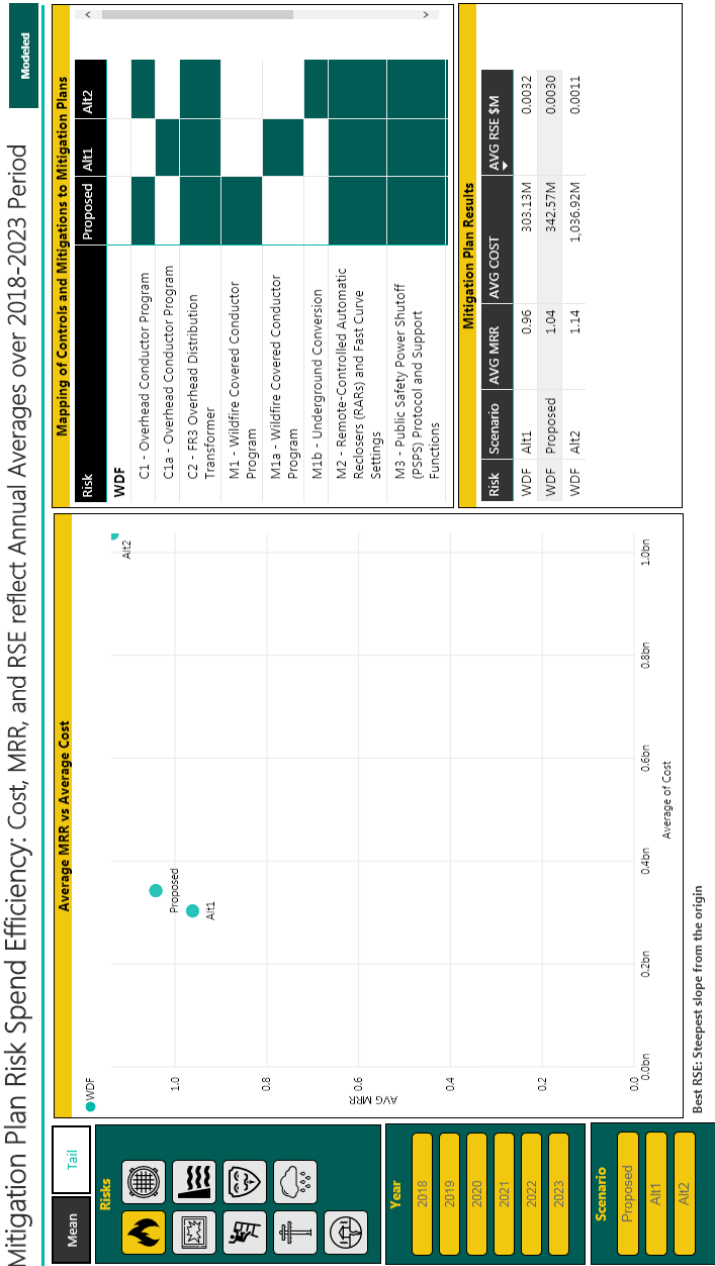 Mitigation Plan Risk Spend Efficiency: Cost, MRR, and RSE reflect Annual Averages over 2018-2023 Period
Modeled
Mean
Tail
Risks
Year
2018
2019
2020
2021
2022
2023
Scenario
Proposed
Alt1
Alt2
Average MRR vs Average Cost
WDF
AVG MRR
1.0
0.8
0.6
0.4
0.2
0.0
0.0bn
0.2bn
0.4bn
0.6bn
0.8bn
1.0bn
Average of Cost
Alt1
Proposed
Alt2
Best RSE: Steepest slope from the origin
Mapping of Controls and Mitigations to Mitigation Plans
Risk Proposed Alt1 Alt2
WDF
C1 - Overhead Conductor Program
C1a - Overhead Conductor Program
C2 - FR3 Overhead Distribution
Transformer
M1 - Wildfire Covered Conductor
Program
M1a - Wildfire Covered Conductor
Program
M1b - Underground Conversion
M2 - Remote-Controlled Automatic
Reclosers (RARs) and Fast Curve
Settings
M3 - Public Safety Power Shutoff
(PSPS) Protocol and Support
Functions
Mitigation Plan Results
Risk Scenario AVG MRR AVG COST AVG RSE $M
WDF Alt1 0.96 303.13M 0.0032
WDF Proposed 1.04 342.57M 0.0030
WDF Alt2 1.14 1,036.92M 0.0011